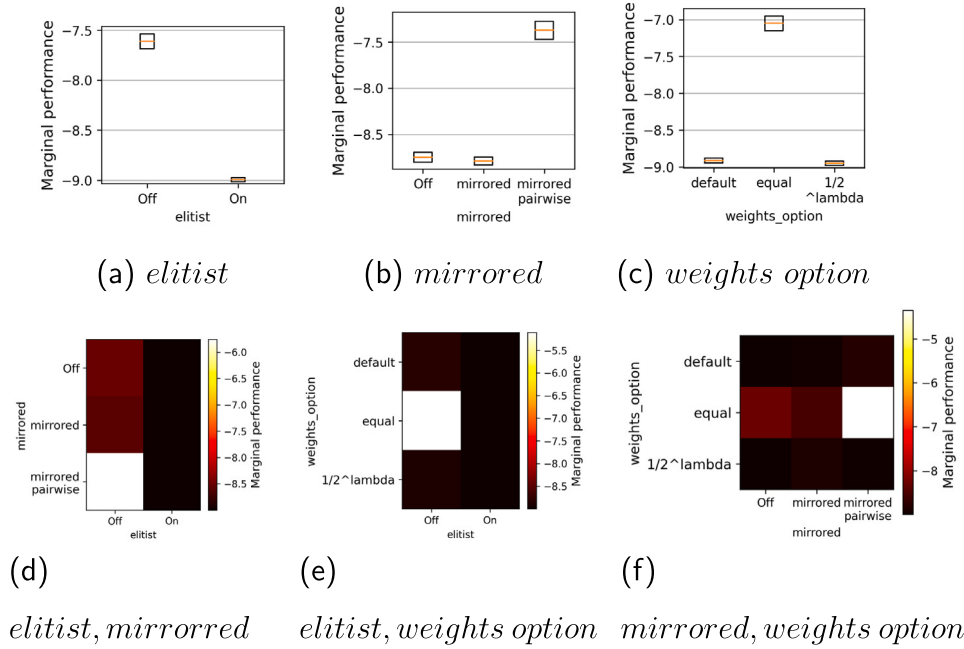 −7.5
−8.0
−8.5
−9.0
Marginal performance
Off
On
elitist
(a) elitist
−7.5
−8.0
−8.5
Marginal performance
Off
mirrored
mirrored
pairwise
mirrored
(b) mirrored
−7.0
−7.5
−8.0
−8.5
−9.0
Marginal performance
default
equal
1/2
^lambda
weights_option
(c) weights option
mirrored
Off
mirrored
mirrored
pairwise
Off
On
elitist
−6.0
−6.5
−7.0
−7.5
−8.0
−8.5
Marginal performance
(d)
elitist, mirrorred
weights_option
default
equal
1/2^lambda
Off
On
elitist
−5.5
−6.0
−6.5
−7.0
−7.5
−8.0
−8.5
Marginal performance
(e)
elitist, weights option
weights_option
default
equal
1/2^lambda
Off
mirrored
mirrored
pairwise
mirrored
−5
−6
−7
−8
Marginal performance
(f)
mirrored, weights option